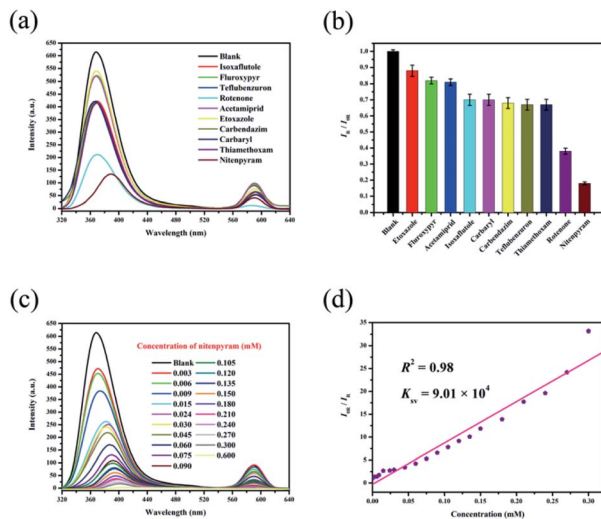 (a)
650
600
550
500
450
400
350
300
250
200
150
100
50
0
Intensity (a.u.)
Blank
Isoxaflutole
Fluroxypyr
Teflubenzuron
Rotenone
Acetamiprid
Etoxazole
Carbendazim
Carbaryl
Thiamethoxam
Nitenpyram
320 360 400 440 480 520 560 600 640
Wavelength (nm)
(b)
1.0
0.9
0.8
0.7
0.6
0.5
0.4
0.3
0.2
0.1
0.0
Blank
Etoxazole
Fluroxypyr
Acetamiprid
Isoxaflutole
Carbaryl
Carbendazim
Teflubenzuron
Thiamethoxam
Rotenone
Nitenpyram
(c)
700
650
600
550
500
450
400
350
300
250
200
150
100
50
0
Intensity (a.u.)
Concentration of nitenpyram (mM)
Blank 0.105
0.003 0.120
0.006 0.135
0.009 0.150
0.015 0.180
0.024 0.210
0.030 0.240
0.045 0.270
0.060 0.300
0.075 0.600
0.090
320 360 400 440 480 520 560 600 640
Wavelength (nm)
(d)
35
30
25
20
15
10
5
0
R² = 0.98
Ksv = 9.01 × 10⁴
0.00 0.05 0.10 0.15 0.20 0.25 0.30
Concentration (mM)